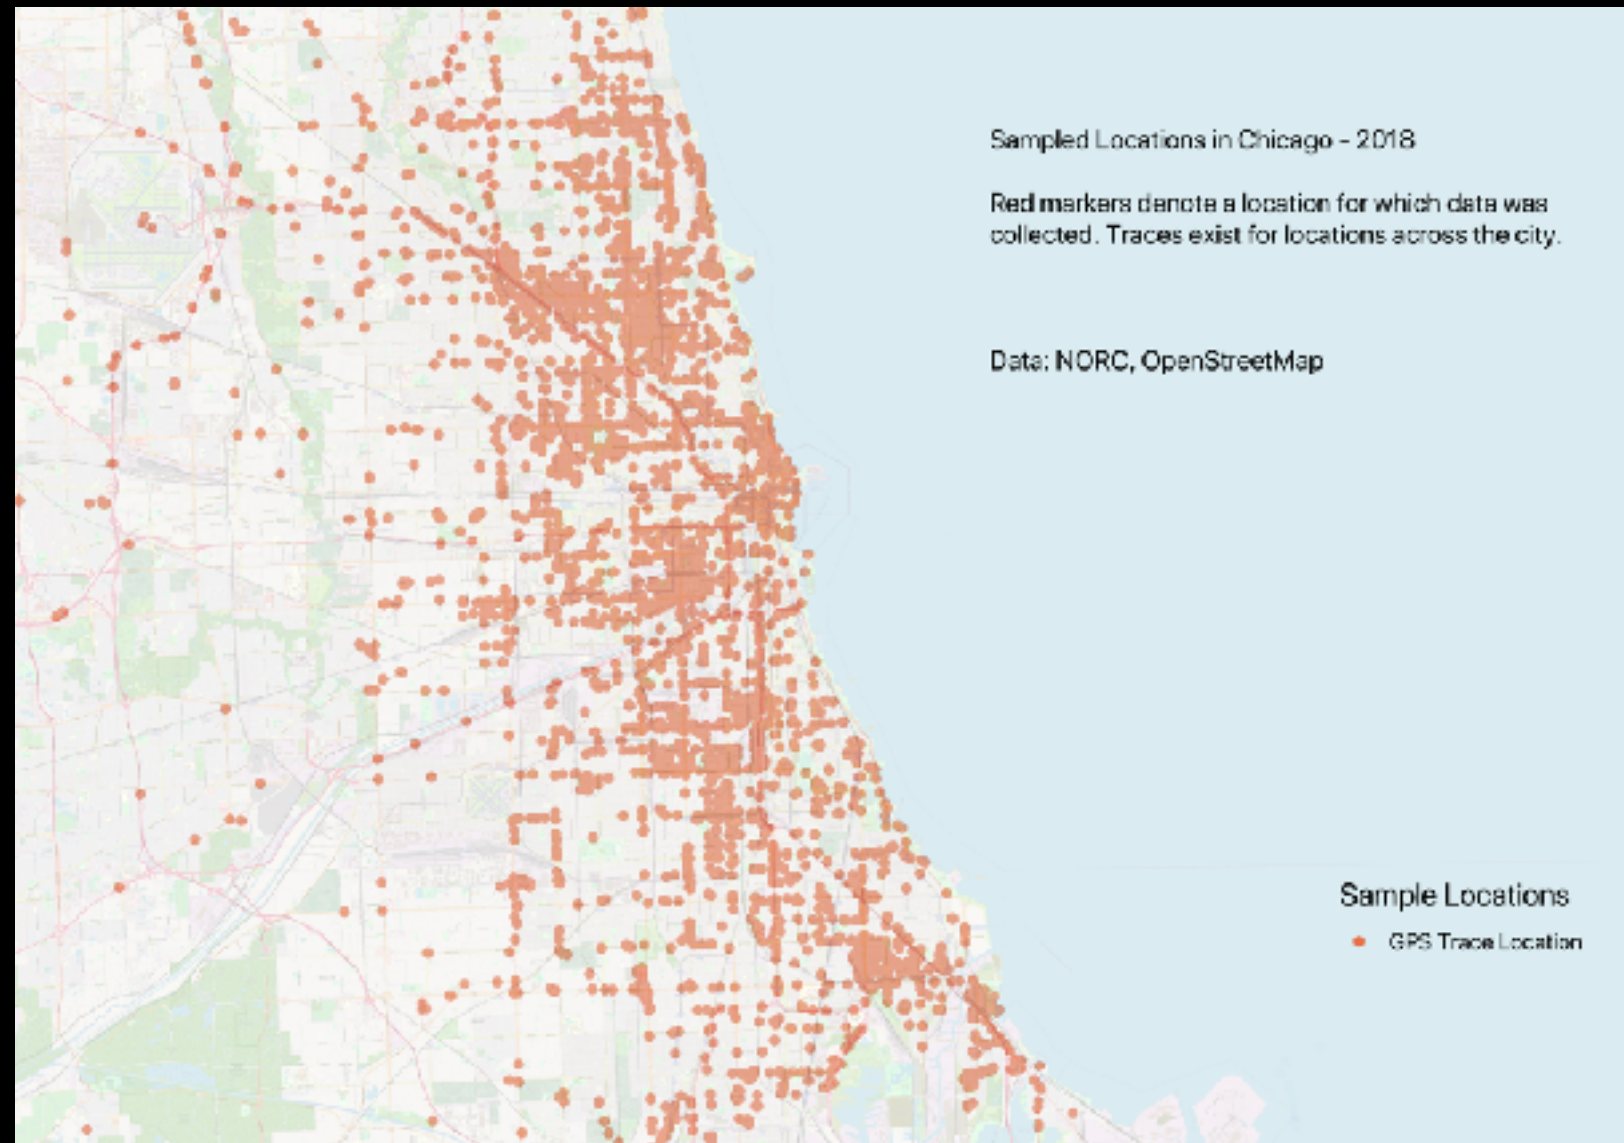 Sampled Locations in Chicago - 2018
Red markers denote a location for which data was
collected. Traces exist for locations across the city.
Data: NORC, OpenStreetMap
Sample Locations
GPS Trace Location